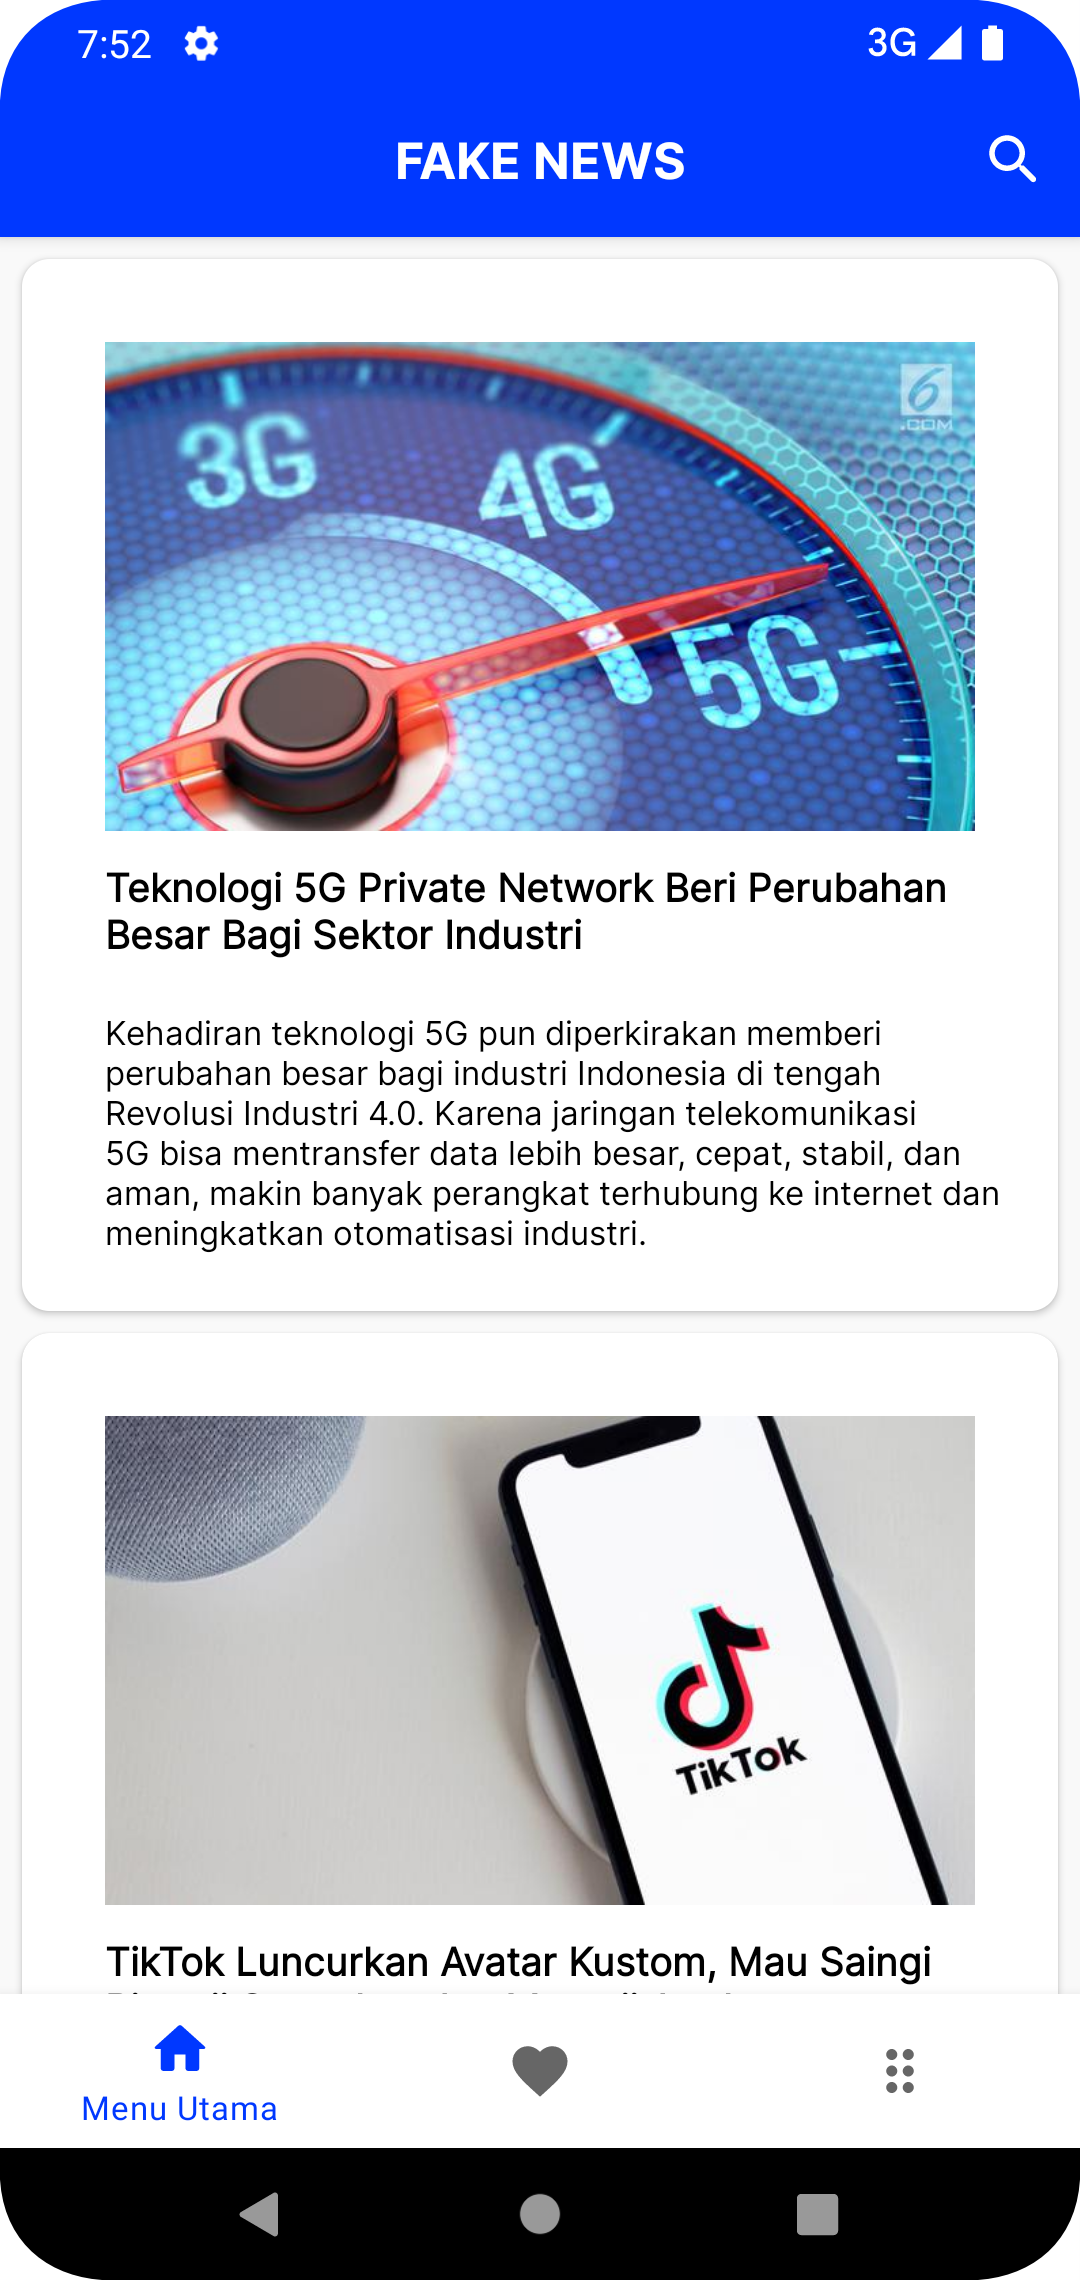 7:52
3G
FAKE NEWS
6
.COM
3G
4G
5G
Teknologi 5G Private Network Beri Perubahan
Besar Bagi Sektor Industri
Kehadiran teknologi 5G pun diperkirakan memberi
perubahan besar bagi industri Indonesia di tengah
Revolusi Industri 4.0. Karena jaringan telekomunikasi
5G bisa mentransfer data lebih besar, cepat, stabil, dan
aman, makin banyak perangkat terhubung ke internet dan
meningkatkan otomatisasi industri.
TikTok
TikTok Luncurkan Avatar Kustom, Mau Saingi
Menu Utama